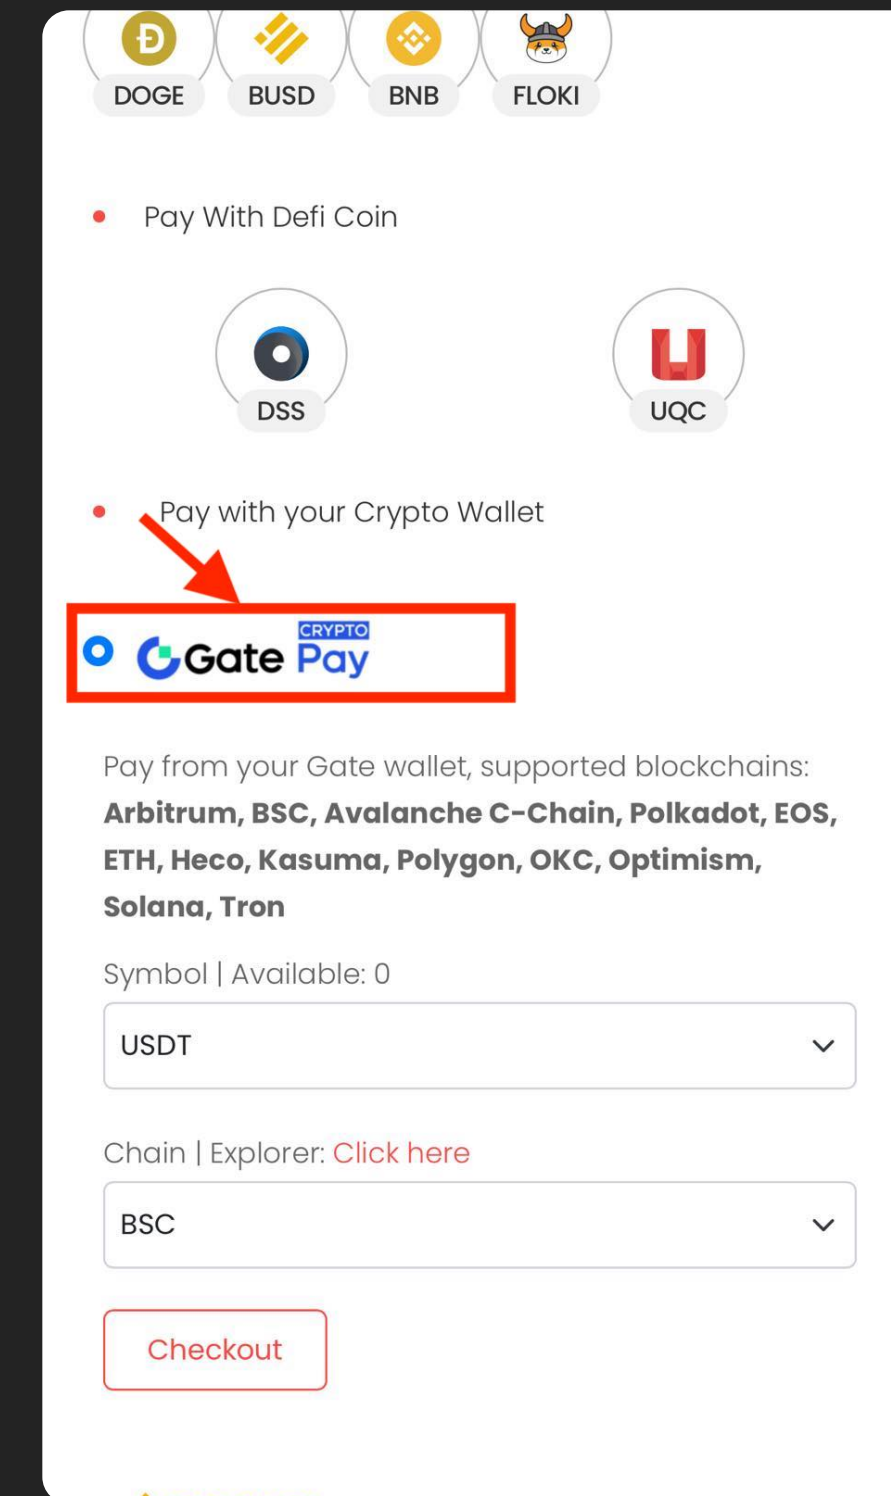 DOGE BUSD BNB FLOKI
Pay With Defi Coin
DSS UQC
Pay with your Crypto Wallet
Gate CRYPTO Pay
Pay from your Gate wallet, supported blockchains:
Arbitrum, BSC, Avalanche C-Chain, Polkadot, EOS,
ETH, Heco, Kasuma, Polygon, OKC, Optimism,
Solana, Tron
Symbol | Available: 0
USDT
Chain | Explorer: Click here
BSC
Checkout